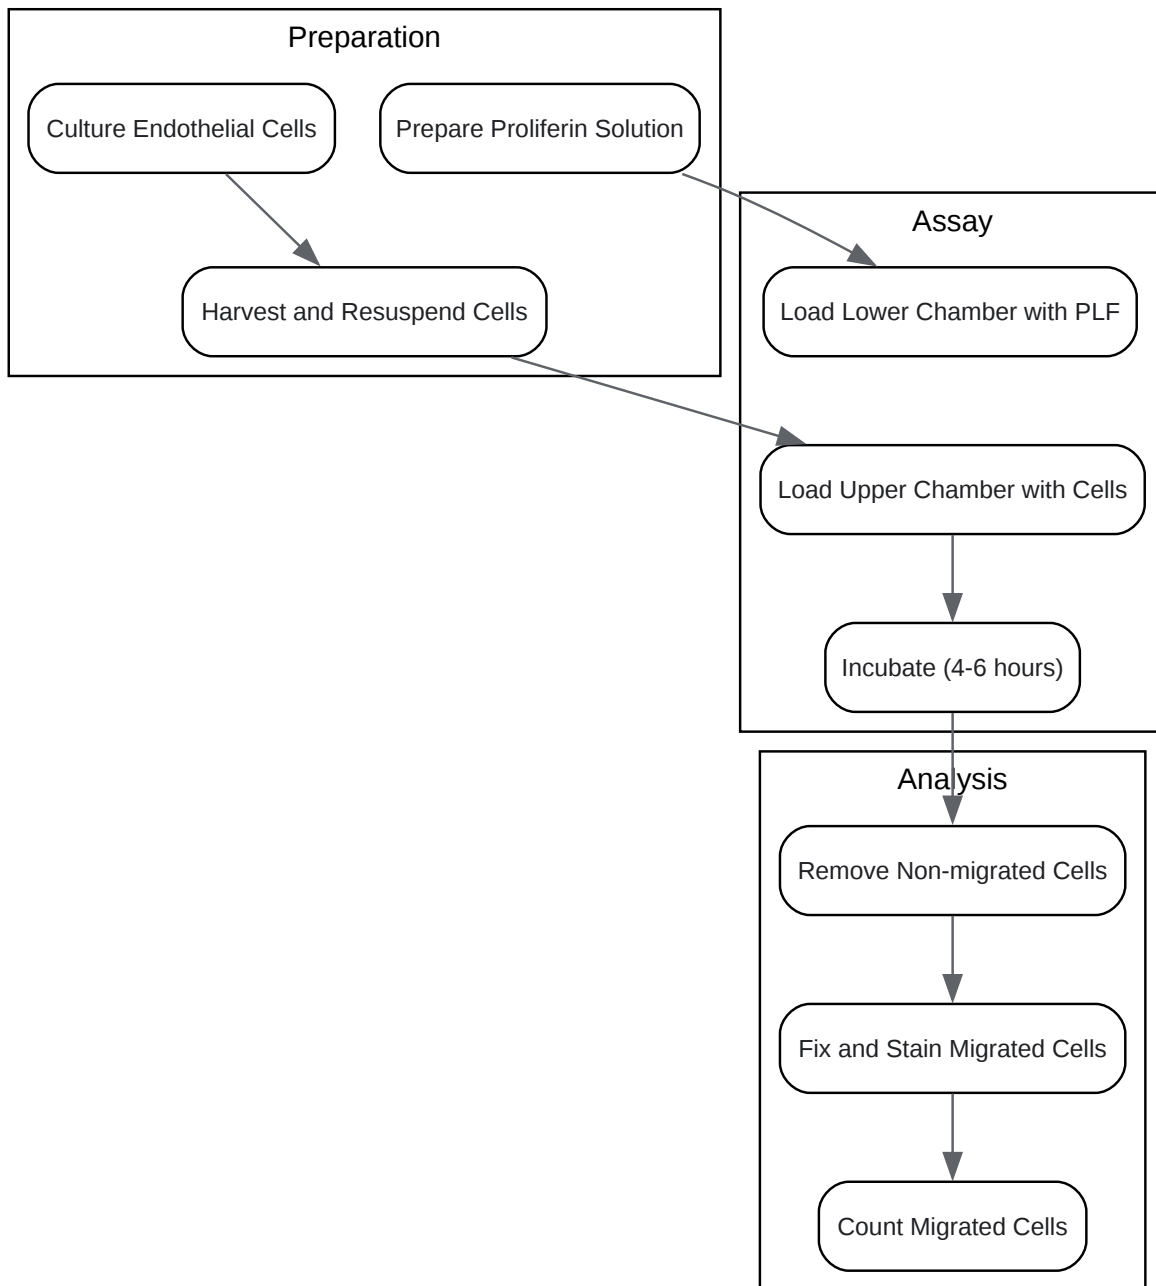 Preparation
Culture Endothelial Cells
Prepare Proliferin Solution
Harvest and Resuspend Cells
Assay
Load Lower Chamber with PLF
Load Upper Chamber with Cells
Incubate (4-6 hours)
Analysis
Remove Non-migrated Cells
Fix and Stain Migrated Cells
Count Migrated Cells